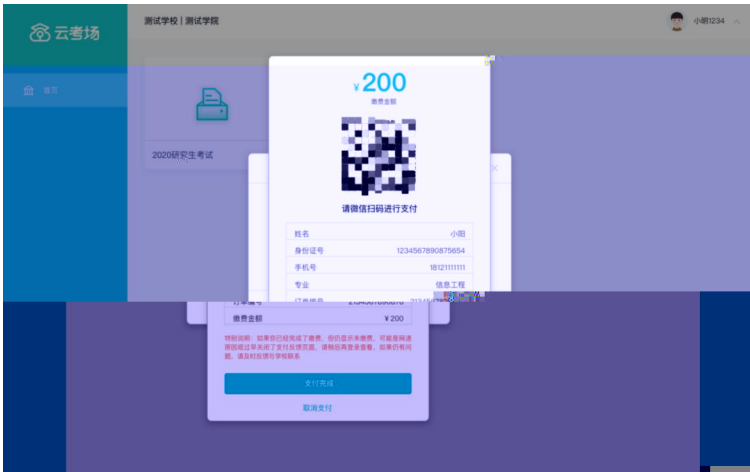 云考场
测试学校 | 测试学院
小明1234
首页
¥200
缴费金额
2020研究生考试
请微信扫码进行支付
姓名 小阳
身份证号 1234567890875654
手机号 18121111111
专业 信息工程
订单编号
缴费金额 ¥200
特别说明：如果你已经完成了缴费，但仍显示未缴费，可能是网速
原因或过早关闭了支付反馈页面，请稍后再登录查看，如果仍有问
题，请及时反馈与学校联系
支付完成
取消支付